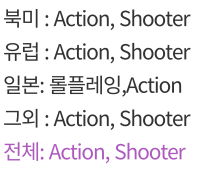 북미 : Action, Shooter
유럽 : Action, Shooter
일본: 롤플레잉,Action
그외 : Action, Shooter
전체: Action, Shooter